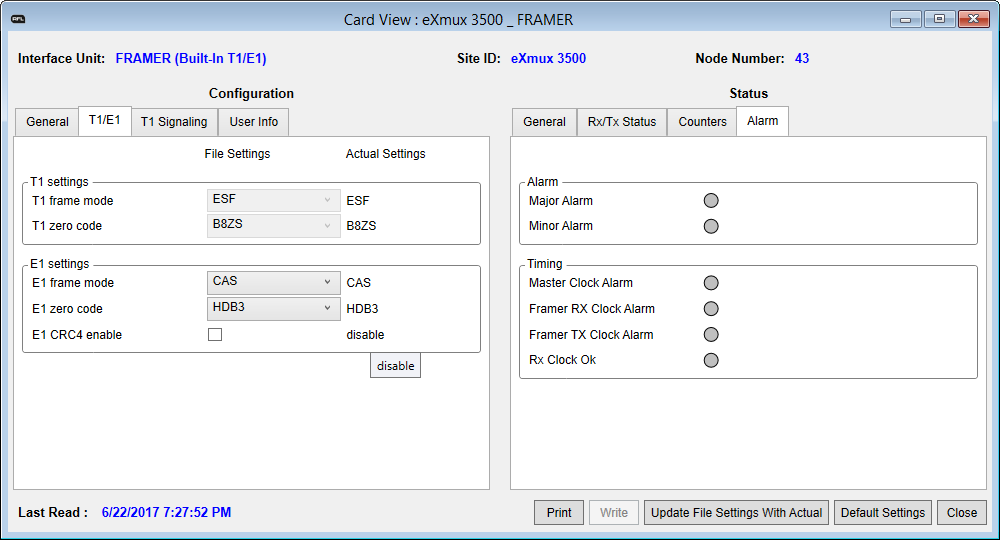 RFL
Card View : eXmux 3500 _ FRAMER
Interface Unit: FRAMER (Built-In T1/E1) Site ID: eXmux 3500 Node Number: 43
Configuration
General T1/E1 T1 Signaling User Info
File Settings Actual Settings
T1 settings
T1 frame mode ESF ESF
T1 zero code B8ZS B8ZS
E1 settings
E1 frame mode CAS CAS
E1 zero code HDB3 HDB3
E1 CRC4 enable disable
disable
Status
General Rx/Tx Status Counters Alarm
Alarm
Major Alarm
Minor Alarm
Timing
Master Clock Alarm
Framer RX Clock Alarm
Framer TX Clock Alarm
Rx Clock Ok
Last Read : 6/22/2017 7:27:52 PM
Print Write Update File Settings With Actual Default Settings Close